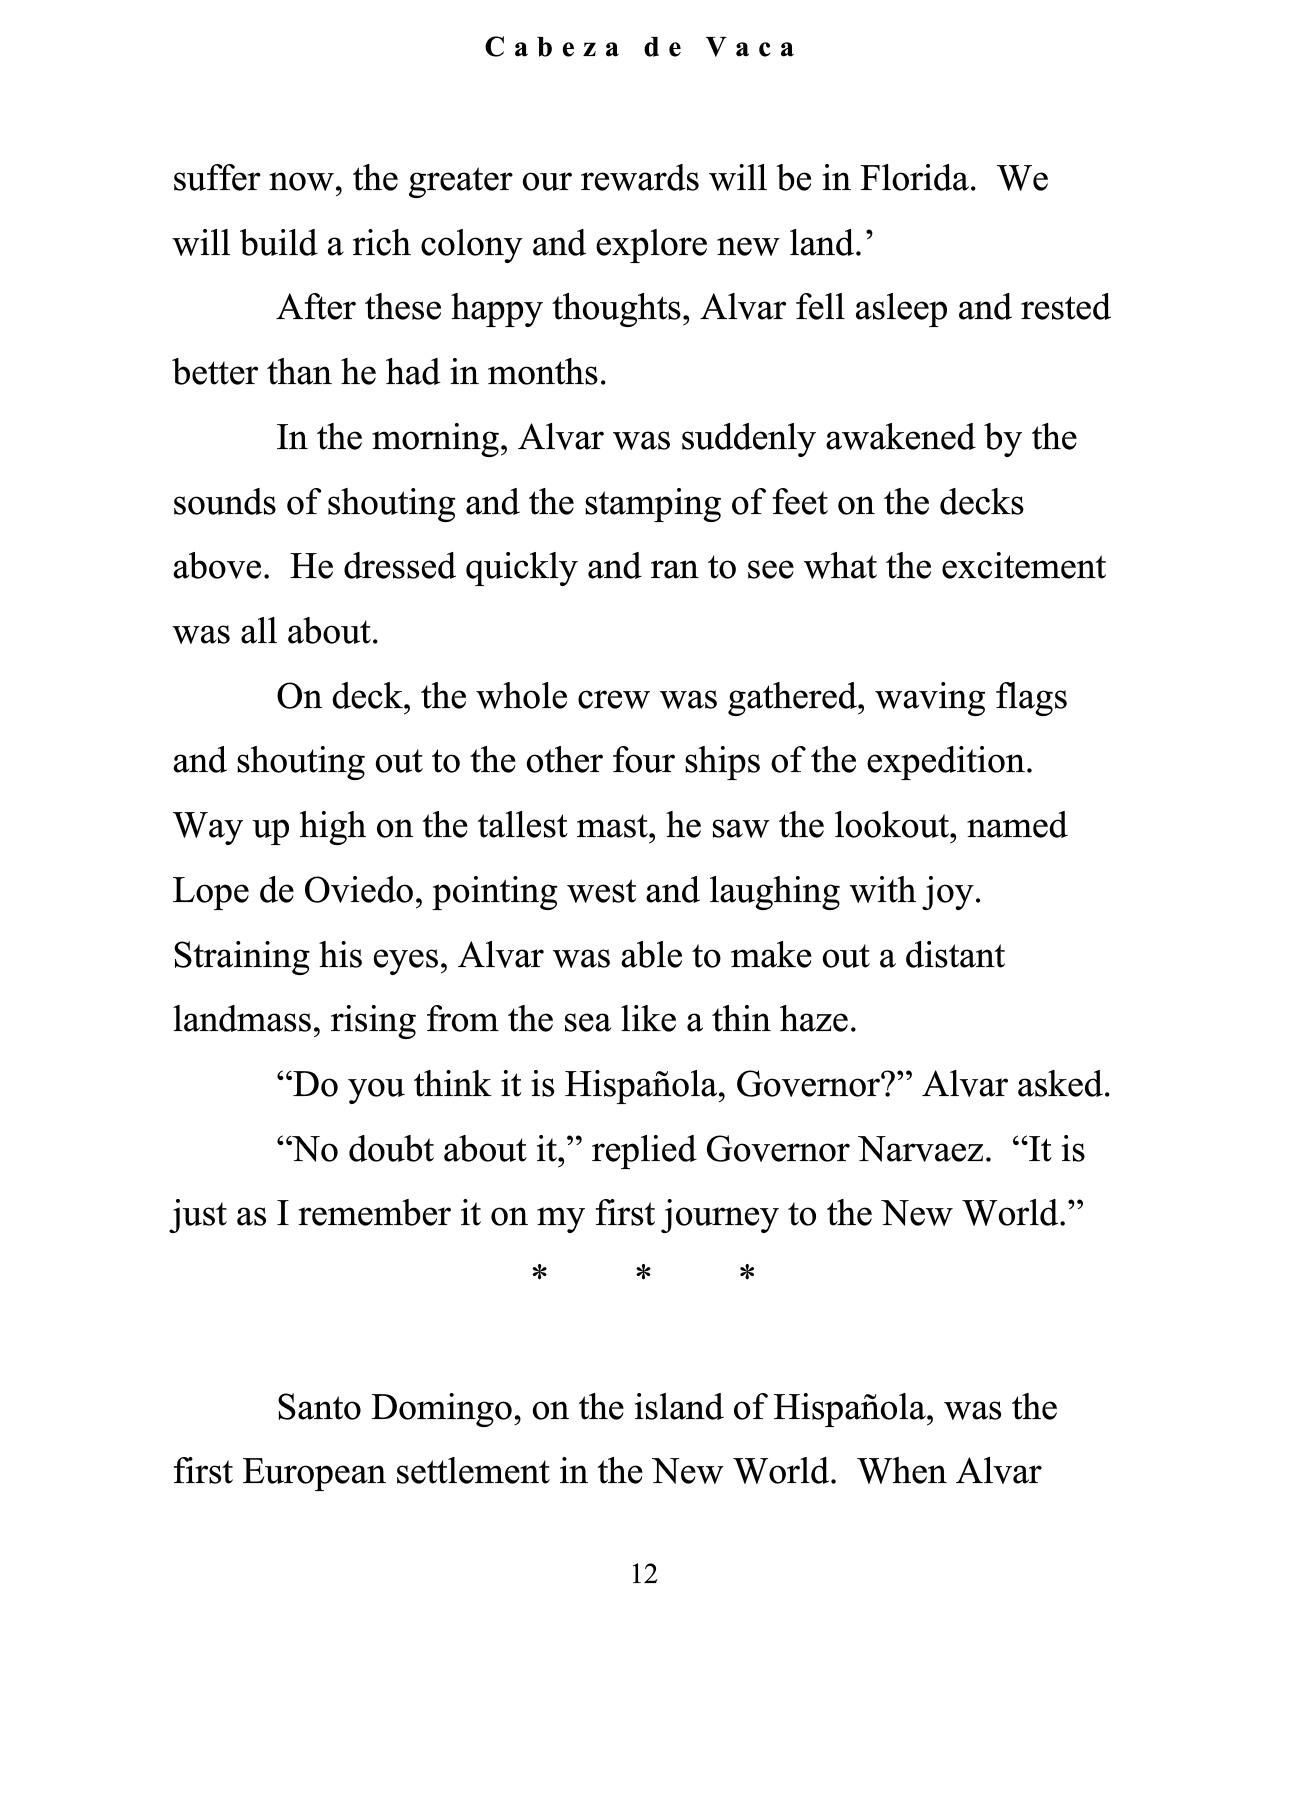 Cabeza de Vaca
suffer now, the greater our rewards will be in Florida.  We
will build a rich colony and explore new land.’
After these happy thoughts, Alvar fell asleep and rested
better than he had in months.
In the morning, Alvar was suddenly awakened by the
sounds of shouting and the stamping of feet on the decks
above.  He dressed quickly and ran to see what the excitement
was all about.
On deck, the whole crew was gathered, waving flags
and shouting out to the other four ships of the expedition.
Way up high on the tallest mast, he saw the lookout, named
Lope de Oviedo, pointing west and laughing with joy.
Straining his eyes, Alvar was able to make out a distant
landmass, rising from the sea like a thin haze.
“Do you think it is Hispañola, Governor?” Alvar asked.
“No doubt about it,” replied Governor Narvaez.  “It is
just as I remember it on my first journey to the New World.”
* * *
Santo Domingo, on the island of Hispañola, was the
first European settlement in the New World.  When Alvar
12